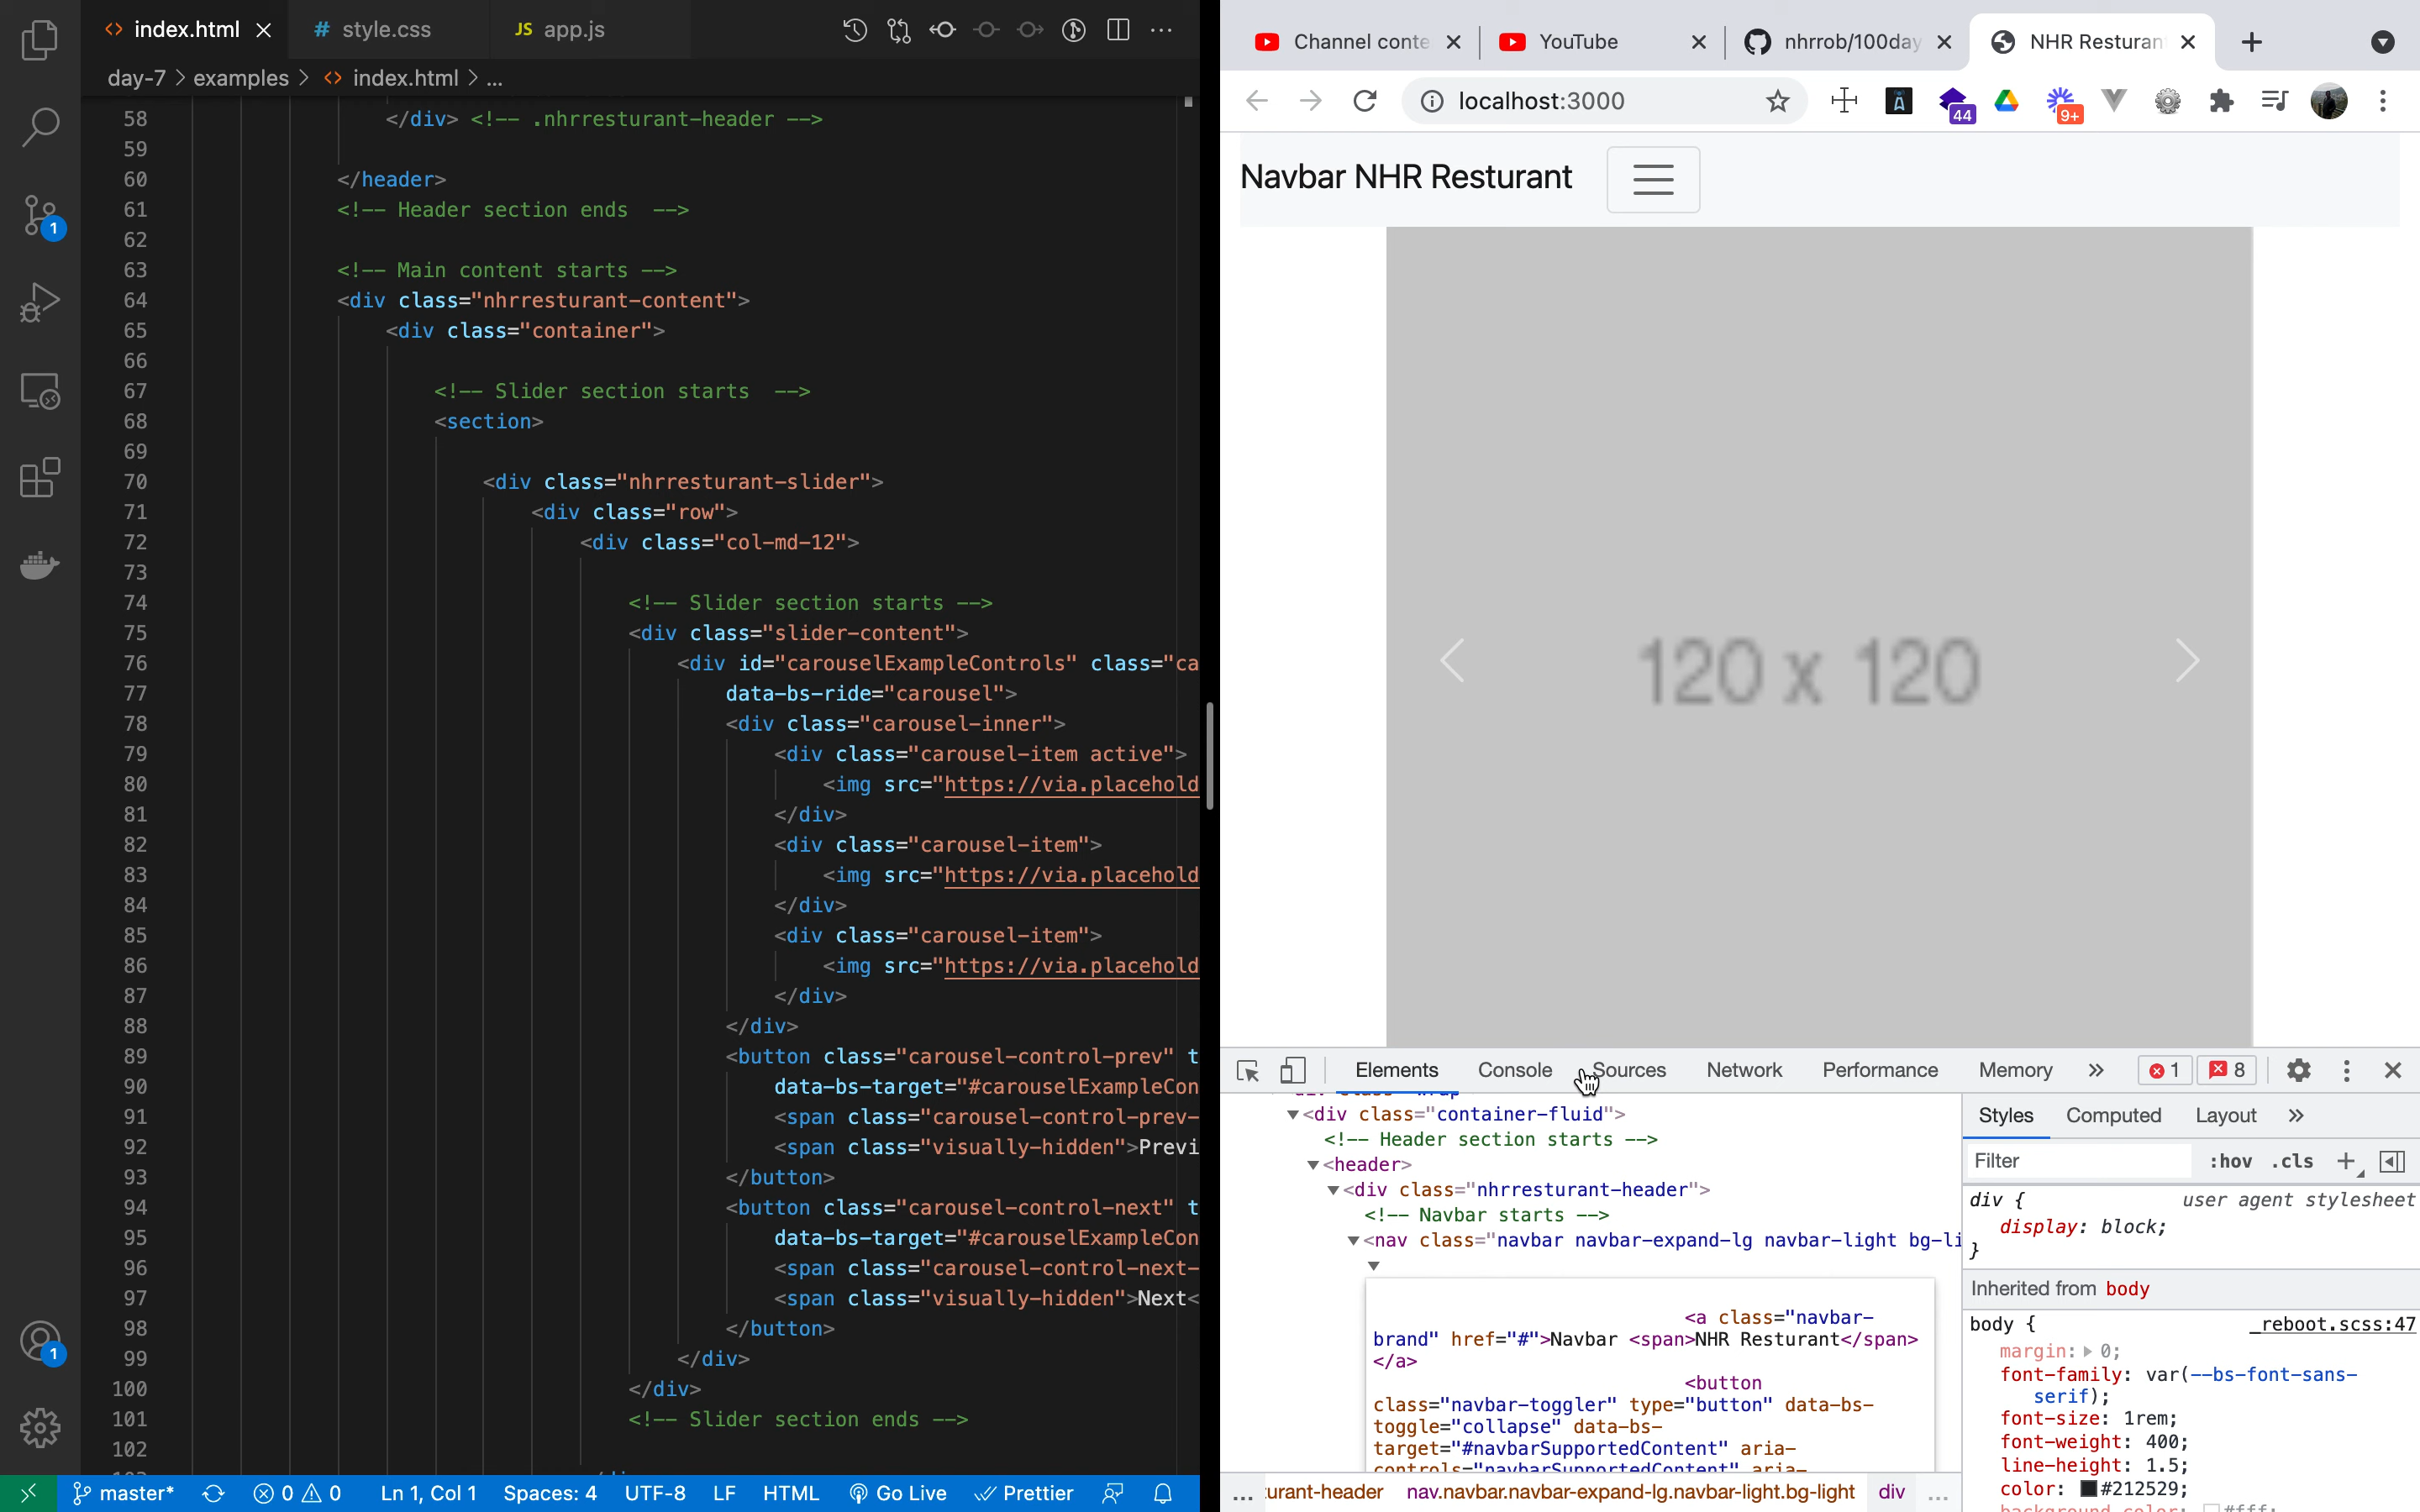 index.html
style.css
JS app.js
day-7 > examples > index.html > ...
58 </div> <!-- .nhrresturant-header -->
59
60 </header>
61 <!-- Header section ends  -->
62
63 <!-- Main content starts -->
64 <div class="nhrresturant-content">
65 <div class="container">
66
67 <!-- Slider section starts  -->
68 <section>
69
70 <div class="nhrresturant-slider">
71 <div class="row">
72 <div class="col-md-12">
73
74 <!-- Slider section starts -->
75 <div class="slider-content">
76 <div id="carouselExampleControls" class="ca
77 data-bs-ride="carousel">
78 <div class="carousel-inner">
79 <div class="carousel-item active">
80 <img src="https://via.placehold
81 </div>
82 <div class="carousel-item">
83 <img src="https://via.placehold
84 </div>
85 <div class="carousel-item">
86 <img src="https://via.placehold
87 </div>
88 </div>
89 <button class="carousel-control-prev" t
90 data-bs-target="#carouselExampleCon
91 <span class="carousel-control-prev-
92 <span class="visually-hidden">Previ
93 </button>
94 <button class="carousel-control-next" t
95 data-bs-target="#carouselExampleCon
96 <span class="carousel-control-next-
97 <span class="visually-hidden">Next<
98 </button>
99 </div>
100 </div>
101 <!-- Slider section ends -->
102
1
1
master* 0 0 Ln 1, Col 1 Spaces: 4 UTF-8 LF HTML Go Live Prettier
Channel conte
YouTube
nhrrob/100day
NHR Resturan
localhost:3000
44
9+
Navbar NHR Resturant
120 x 120
Elements Console Sources Network Performance Memory » 1 8
<div class="container-fluid">
<!-- Header section starts -->
<header>
<div class="nhrresturant-header">
<!-- Navbar starts -->
<nav class="navbar navbar-expand-lg navbar-light bg-li
<a class="navbar-
brand" href="#">Navbar <span>NHR Resturant</span>
</a>
<button
class="navbar-toggler" type="button" data-bs-
toggle="collapse" data-bs-
target="#navbarSupportedContent" aria-
controls="navbarSupportedContent" aria-
... urant-header nav.navbar.navbar-expand-lg.navbar-light.bg-light div ...
Styles Computed Layout »
Filter :hov .cls +
div { user agent stylesheet
display: block;
}
Inherited from body
body { _reboot.scss:47
margin: 0;
font-family: var(--bs-font-sans-
serif);
font-size: 1rem;
font-weight: 400;
line-height: 1.5;
color: #212529;
background-color: #fff;